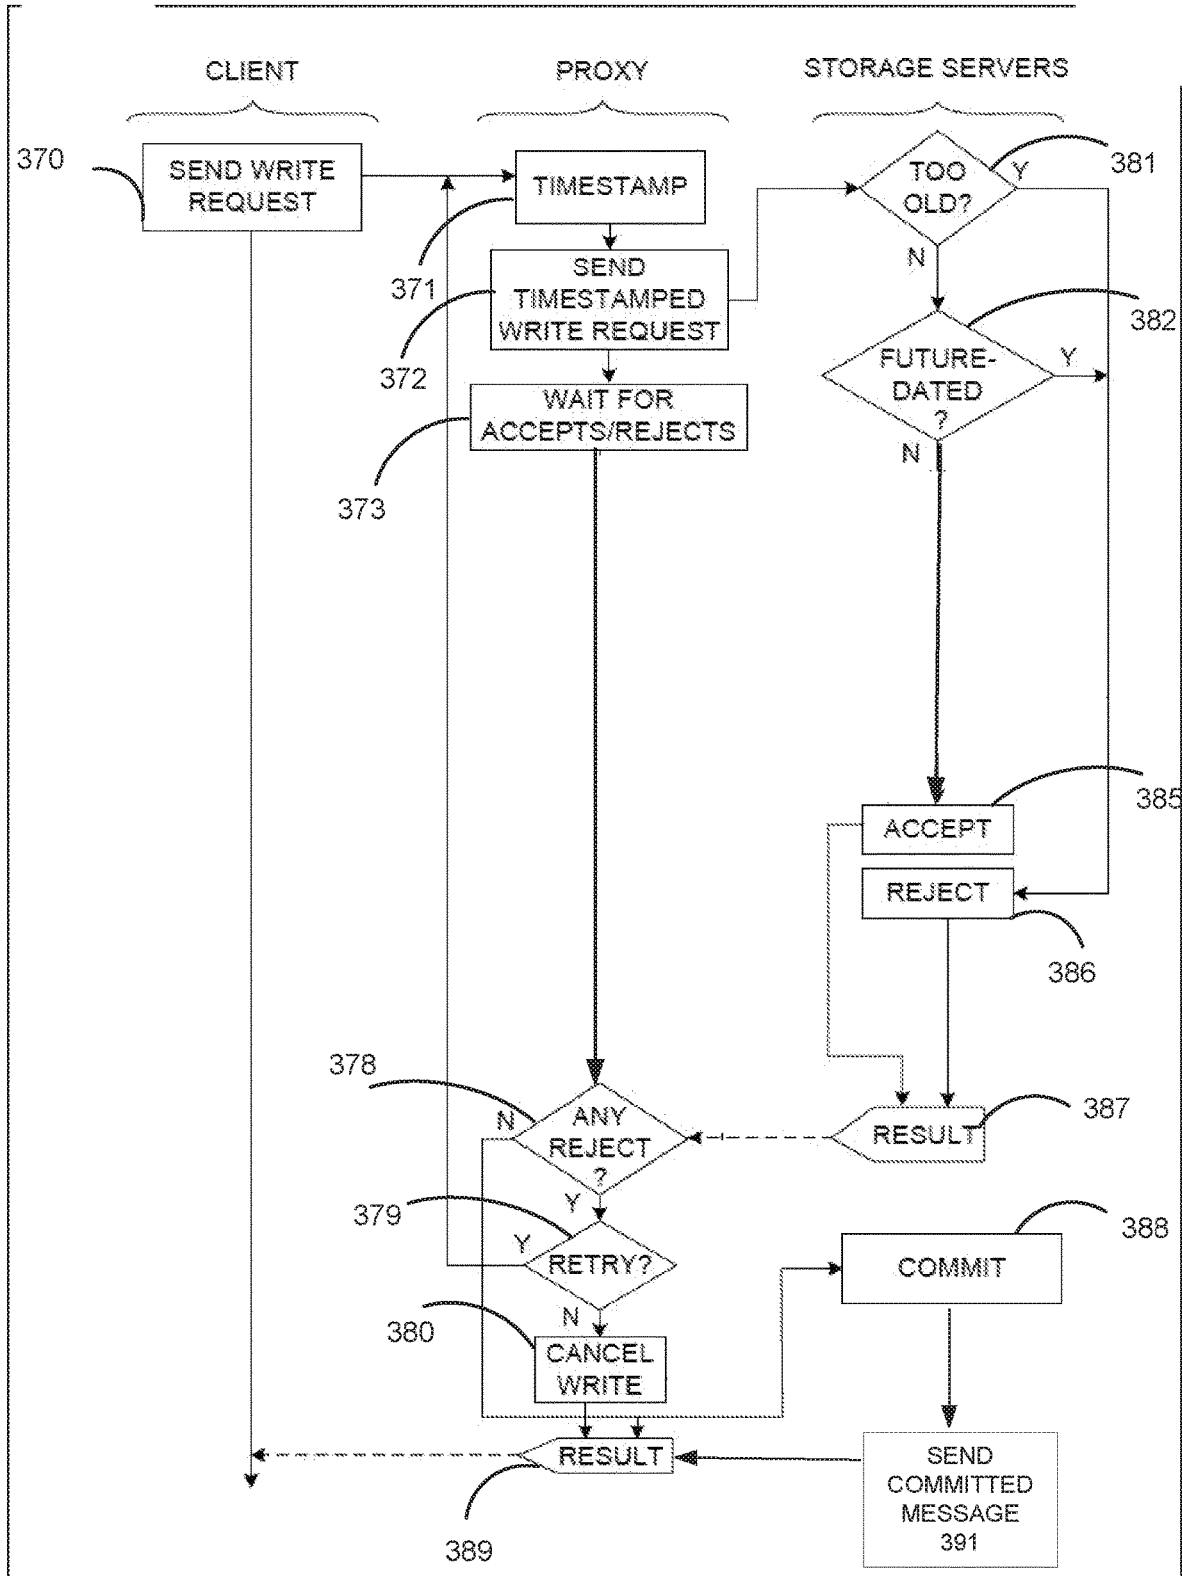 CLIENT
PROXY
STORAGE SERVERS
370
SEND WRITE
REQUEST
TIMESTAMP
371
TOO
OLD?
Y
381
N
SEND
TIMESTAMPED
WRITE REQUEST
372
382
FUTURE-
DATED
?
Y
N
WAIT FOR
ACCEPTS/REJECTS
373
385
ACCEPT
REJECT
386
378
N
ANY
REJECT
?
Y
RESULT
387
379
Y
RETRY?
N
388
COMMIT
380
CANCEL
WRITE
RESULT
389
SEND
COMMITTED
MESSAGE
391